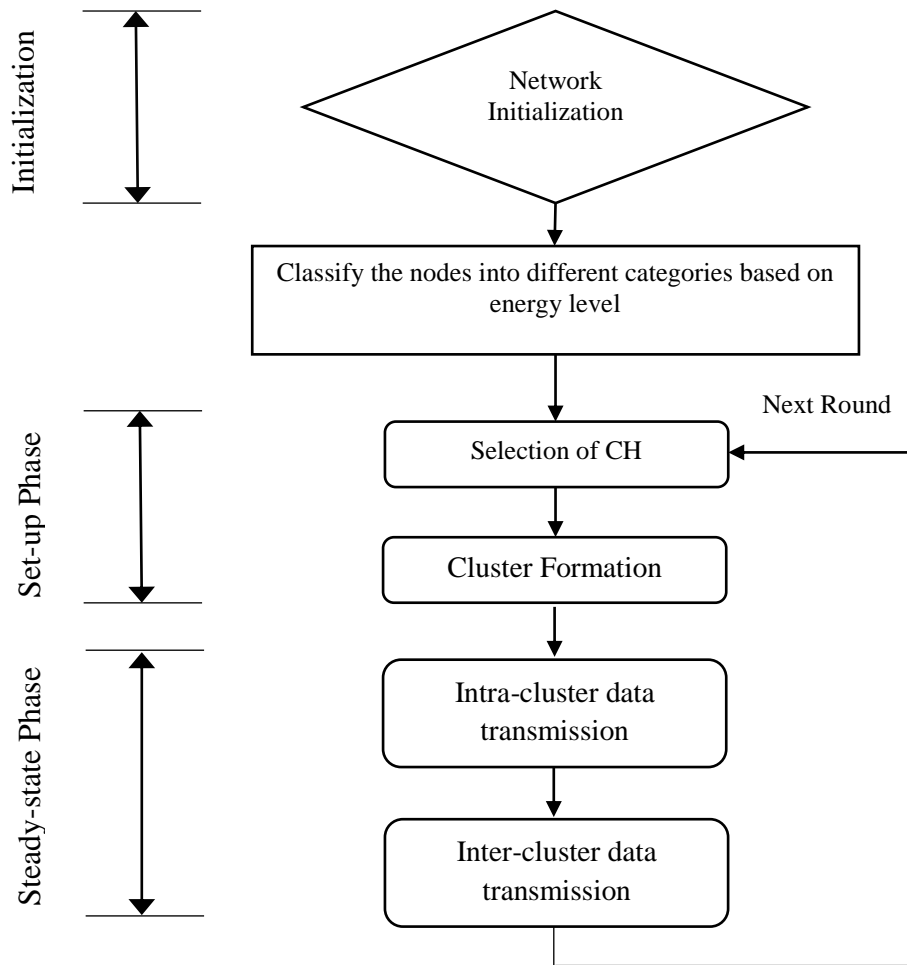 Initialization
Network
Initialization
Classify the nodes into different categories based on
energy level
Next Round
Set-up Phase
Selection of CH
Cluster Formation
Steady-state Phase
Intra-cluster data
transmission
Inter-cluster data
transmission